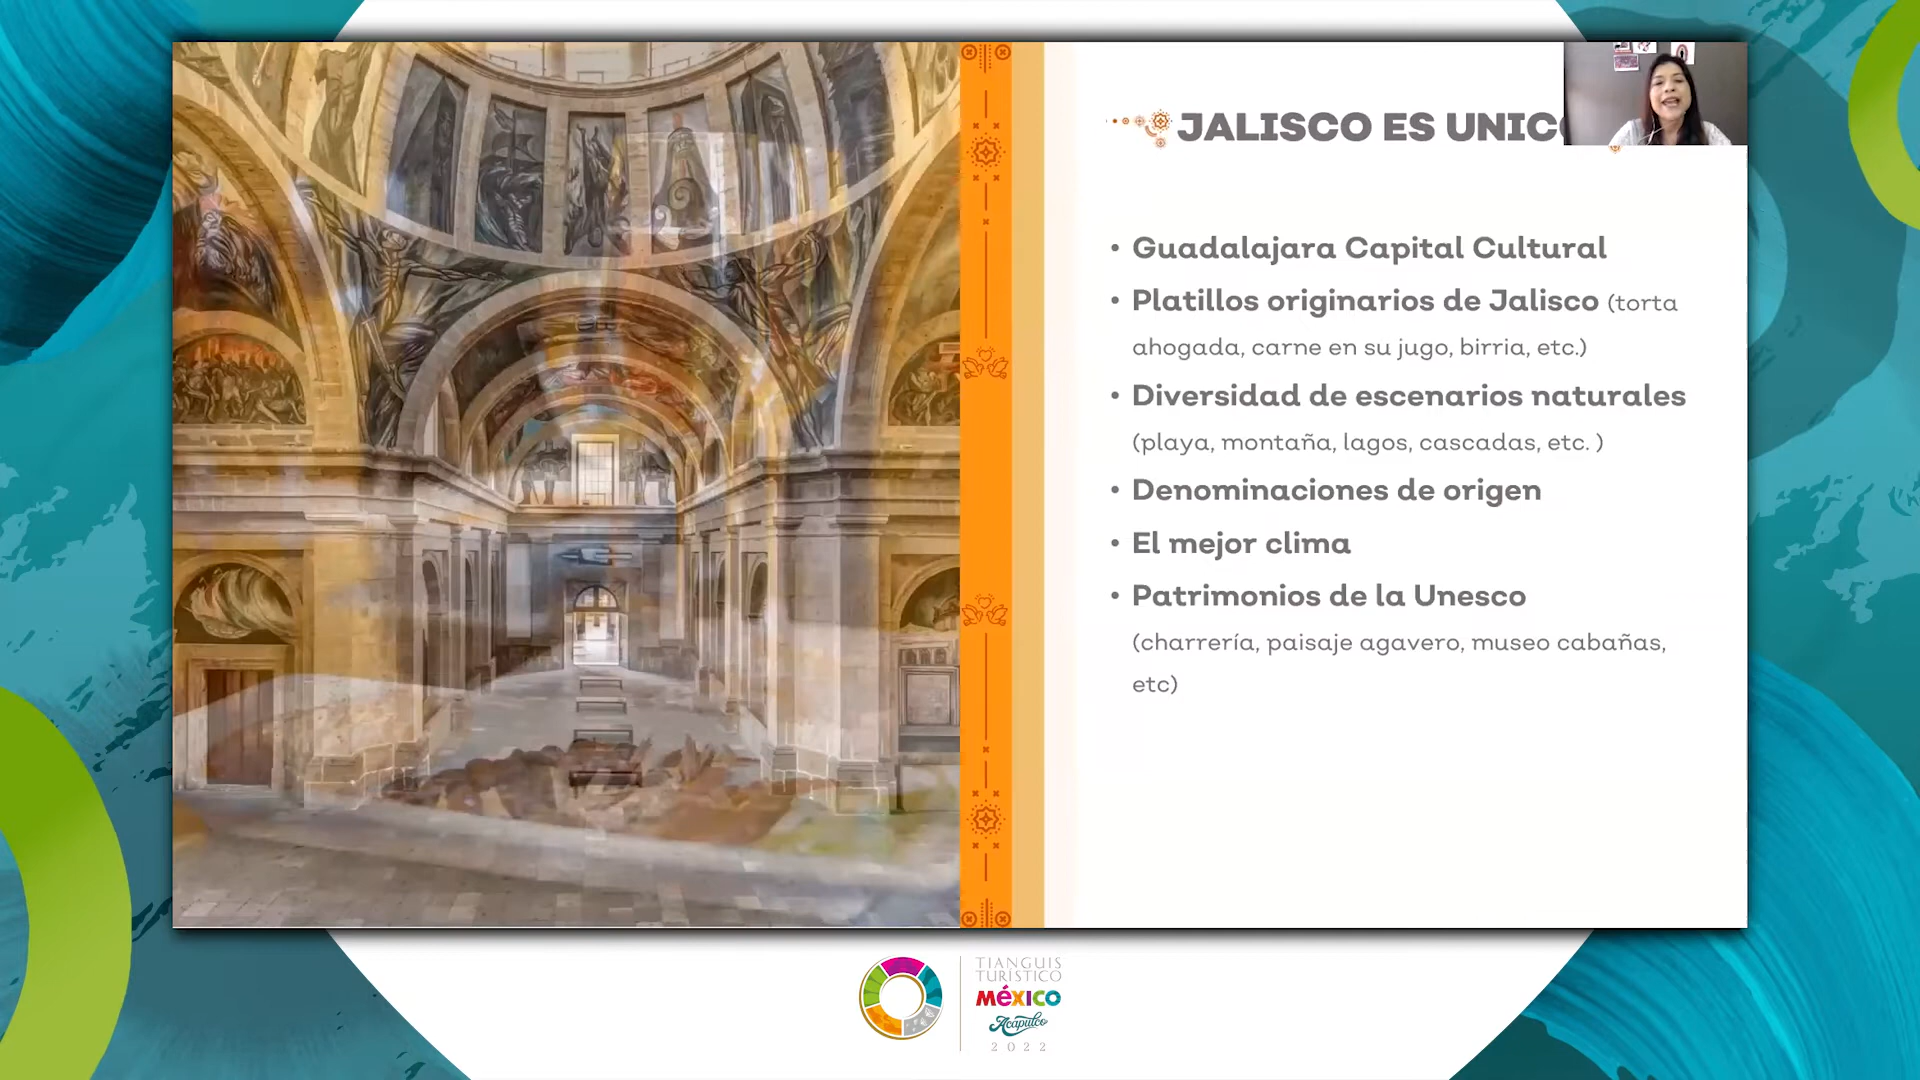 JALISCO ES UNICO
• Guadalajara Capital Cultural
• Platillos originarios de Jalisco (torta
ahogada, carne en su jugo, birria, etc.)
• Diversidad de escenarios naturales
(playa, montaña, lagos, cascadas, etc. )
• Denominaciones de origen
• El mejor clima
• Patrimonios de la Unesco
(charrería, paisaje agavero, museo cabañas,
etc)
TIANGUIS
TURÍSTICO
MéXICO
Acapulco
2022